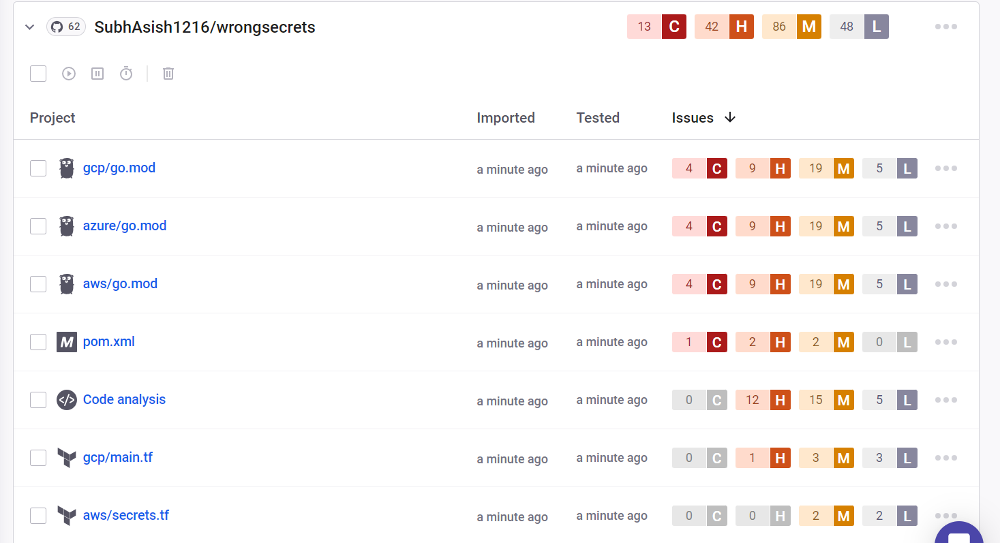 62 SubhAsish1216/wrongsecrets 13 C 42 H 86 M 48 L
Project Imported Tested Issues
gcp/go.mod a minute ago a minute ago 4 C 9 H 19 M 5 L
azure/go.mod a minute ago a minute ago 4 C 9 H 19 M 5 L
aws/go.mod a minute ago a minute ago 4 C 9 H 19 M 5 L
M pom.xml a minute ago a minute ago 1 C 2 H 2 M 0 L
</> Code analysis a minute ago a minute ago 0 C 12 H 15 M 5 L
gcp/main.tf a minute ago a minute ago 0 C 1 H 3 M 3 L
aws/secrets.tf a minute ago a minute ago 0 C 0 H 2 M 2 L